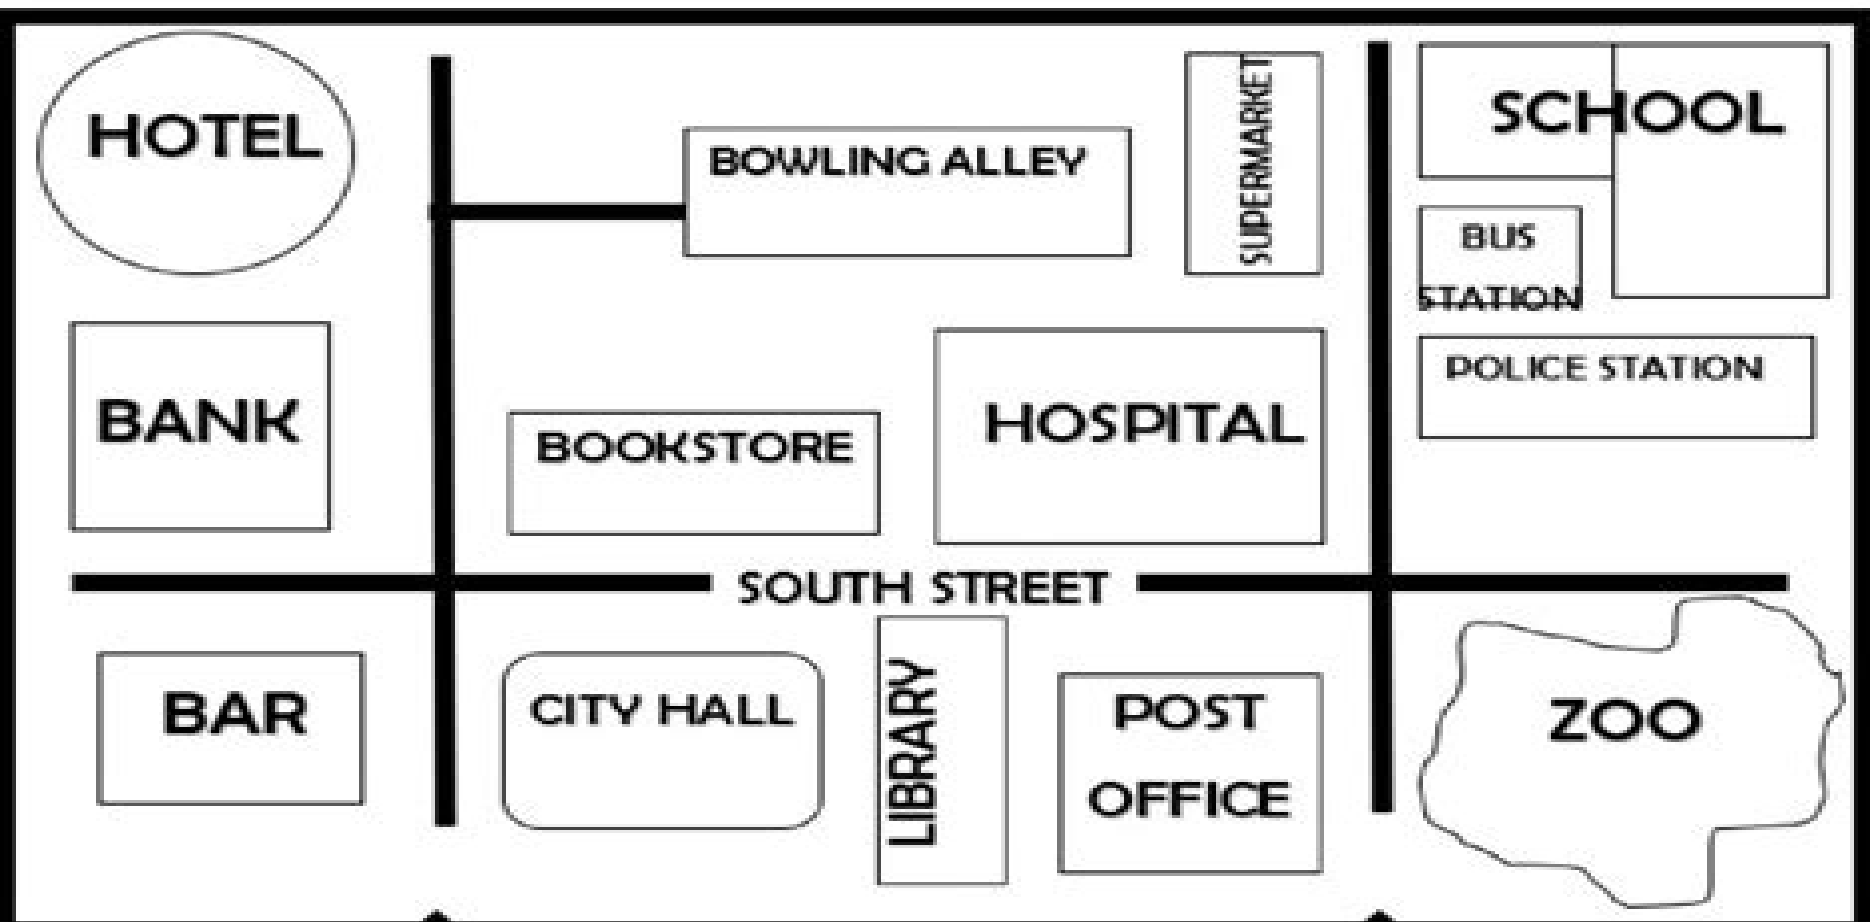 HOTEL
BOWLING ALLEY
SUPERMARKET
SCHOOL
BUS
STATION
POLICE STATION
BANK
BOOKSTORE
HOSPITAL
SOUTH STREET
BAR
CITY HALL
LIBRARY
POST
OFFICE
ZOO